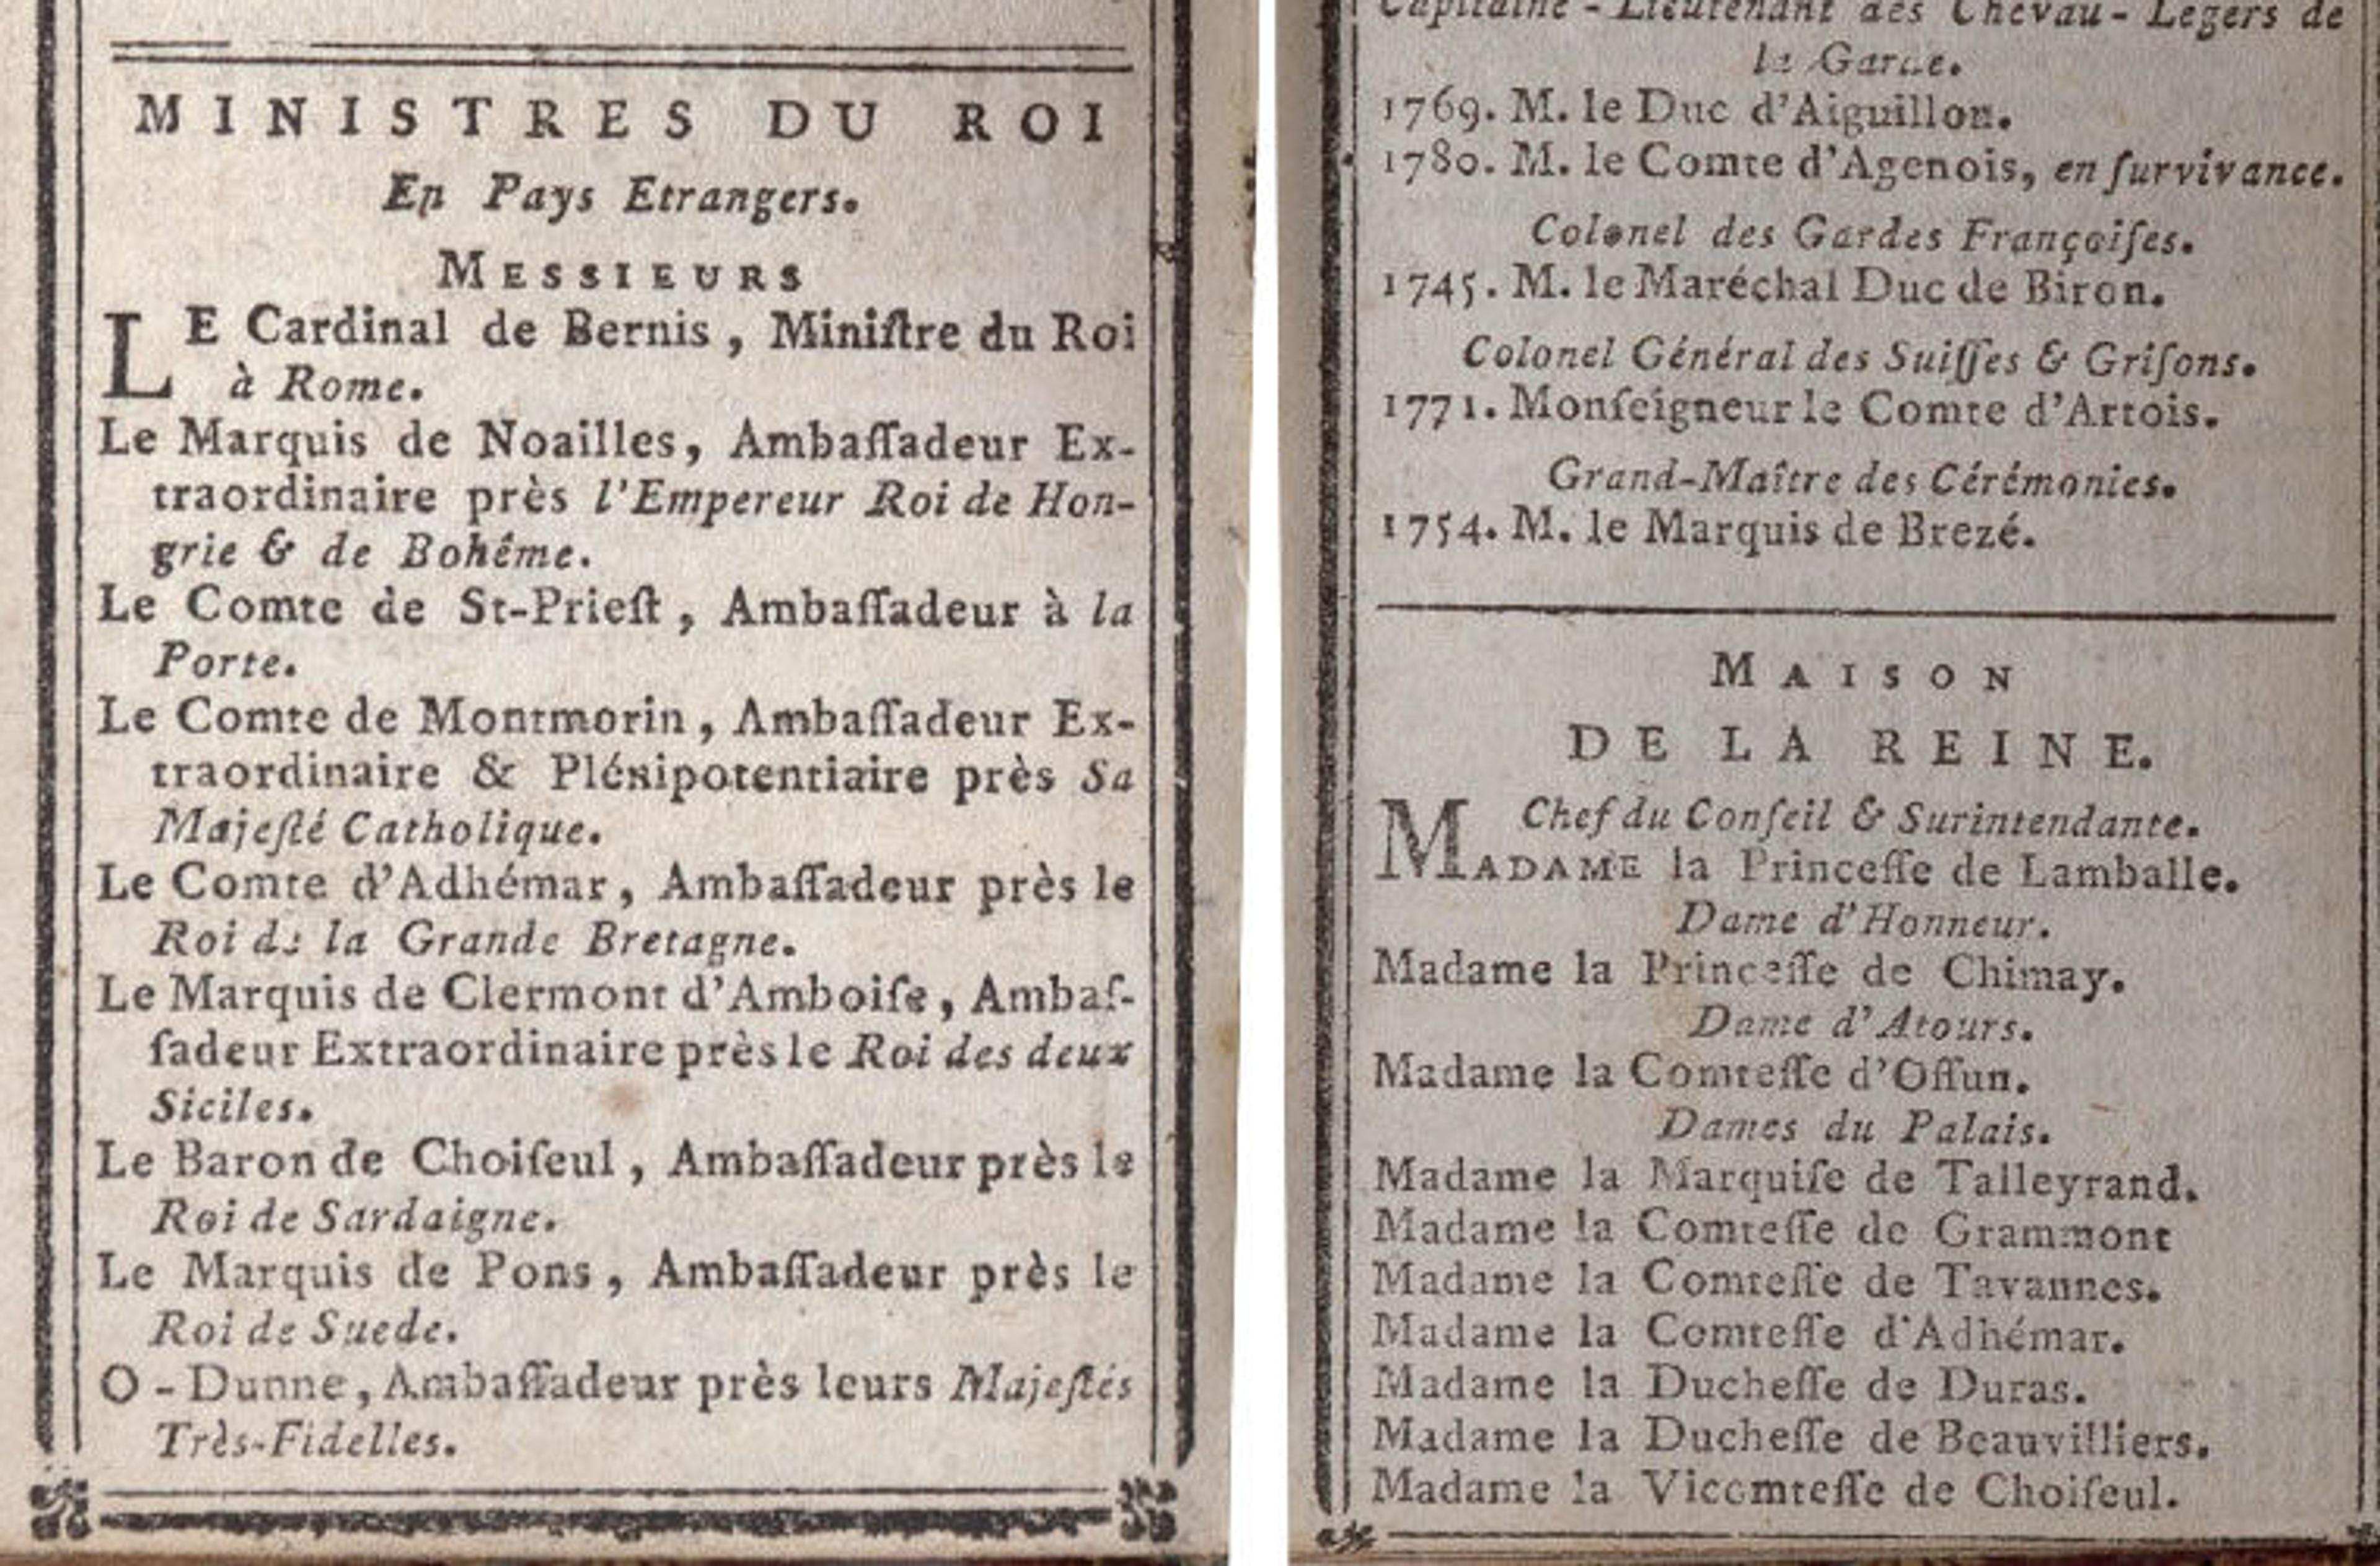 MINISTRES DU ROI
En Pays Etrangers.
MESSIEURS
LE Cardinal de Bernis, Miniſtre du Roi
à Rome.
Le Marquis de Noailles, Ambaſſadeur Ex-
traordinaire près l'Empereur Roi de Hon-
grie & de Bohême.
Le Comte de St-Prieſt, Ambaſſadeur à la
Porte.
Le Comte de Montmorin, Ambaſſadeur Ex-
traordinaire & Plénipotentiaire près Sa
Majeſté Catholique.
Le Comte d'Adhémar, Ambaſſadeur près le
Roi de la Grande Bretagne.
Le Marquis de Clermont d'Amboiſe, Ambaſ-
ſadeur Extraordinaire près le Roi des deux
Siciles.
Le Baron de Choiſeul, Ambaſſadeur près le
Roi de Sardaigne.
Le Marquis de Pons, Ambaſſadeur près le
Roi de Suede.
O-Dunne, Ambaſſadeur près leurs Majeſtés
Très-Fidelles.
Capitaine-Lieutenant des Chevau-Legers de
la Garde.
1769. M. le Duc d'Aiguillon.
1780. M. le Comte d'Agenois, en ſurvivance.
Colonel des Gardes Françoiſes.
1745. M. le Maréchal Duc de Biron.
Colonel Général des Suiſſes & Griſons.
1771. Monſeigneur le Comte d'Artois.
Grand-Maître des Cérémonies.
1754. M. le Marquis de Brezé.
MAISON
DE LA REINE.
Chef du Conſeil & Surintendante.
MADAME la Princeſſe de Lamballe.
Dame d'Honneur.
Madame la Princeſſe de Chimay.
Dame d'Atours.
Madame la Comteſſe d'Oſſun.
Dames du Palais.
Madame la Marquiſe de Talleyrand.
Madame la Comteſſe de Grammont
Madame la Comteſſe de Tavannes.
Madame la Comteſſe d'Adhémar.
Madame la Ducheſſe de Duras.
Madame la Ducheſſe de Beauvilliers.
Madame la Vicomteſſe de Choiſeul.